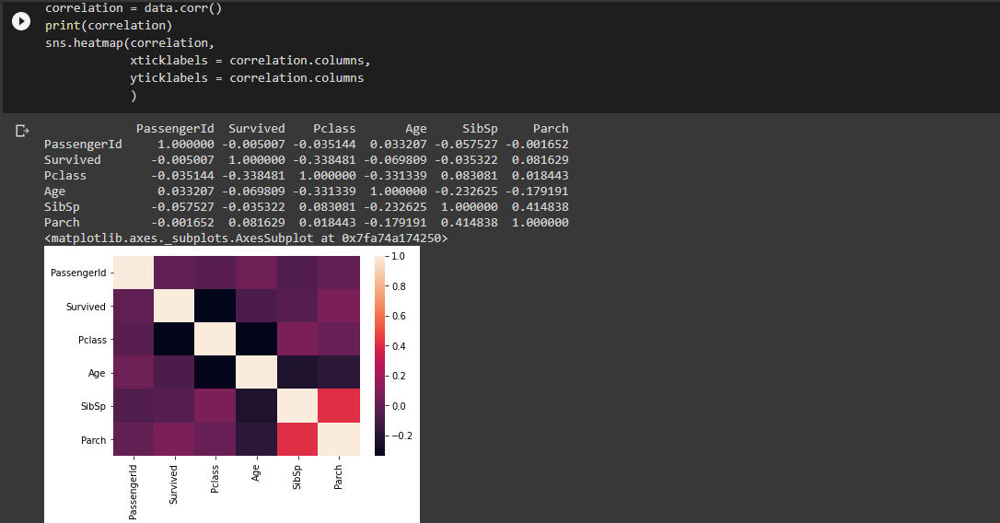 correlation = data.corr()
print(correlation)
sns.heatmap(correlation,
            xticklabels = correlation.columns,
            yticklabels = correlation.columns
            )
             PassengerId  Survived    Pclass       Age     SibSp     Parch
PassengerId     1.000000 -0.005007 -0.035144  0.033207 -0.057527 -0.001652
Survived       -0.005007  1.000000 -0.338481 -0.069809 -0.035322  0.081629
Pclass         -0.035144 -0.338481  1.000000 -0.331339  0.083081  0.018443
Age             0.033207 -0.069809 -0.331339  1.000000 -0.232625 -0.179191
SibSp          -0.057527 -0.035322  0.083081 -0.232625  1.000000  0.414838
Parch          -0.001652  0.081629  0.018443 -0.179191  0.414838  1.000000
<matplotlib.axes._subplots.AxesSubplot at 0x7fa74a174250>
PassengerId
Survived
Pclass
Age
SibSp
Parch
PassengerId
Survived
Pclass
Age
SibSp
Parch
1.0
0.8
0.6
0.4
0.2
0.0
−0.2